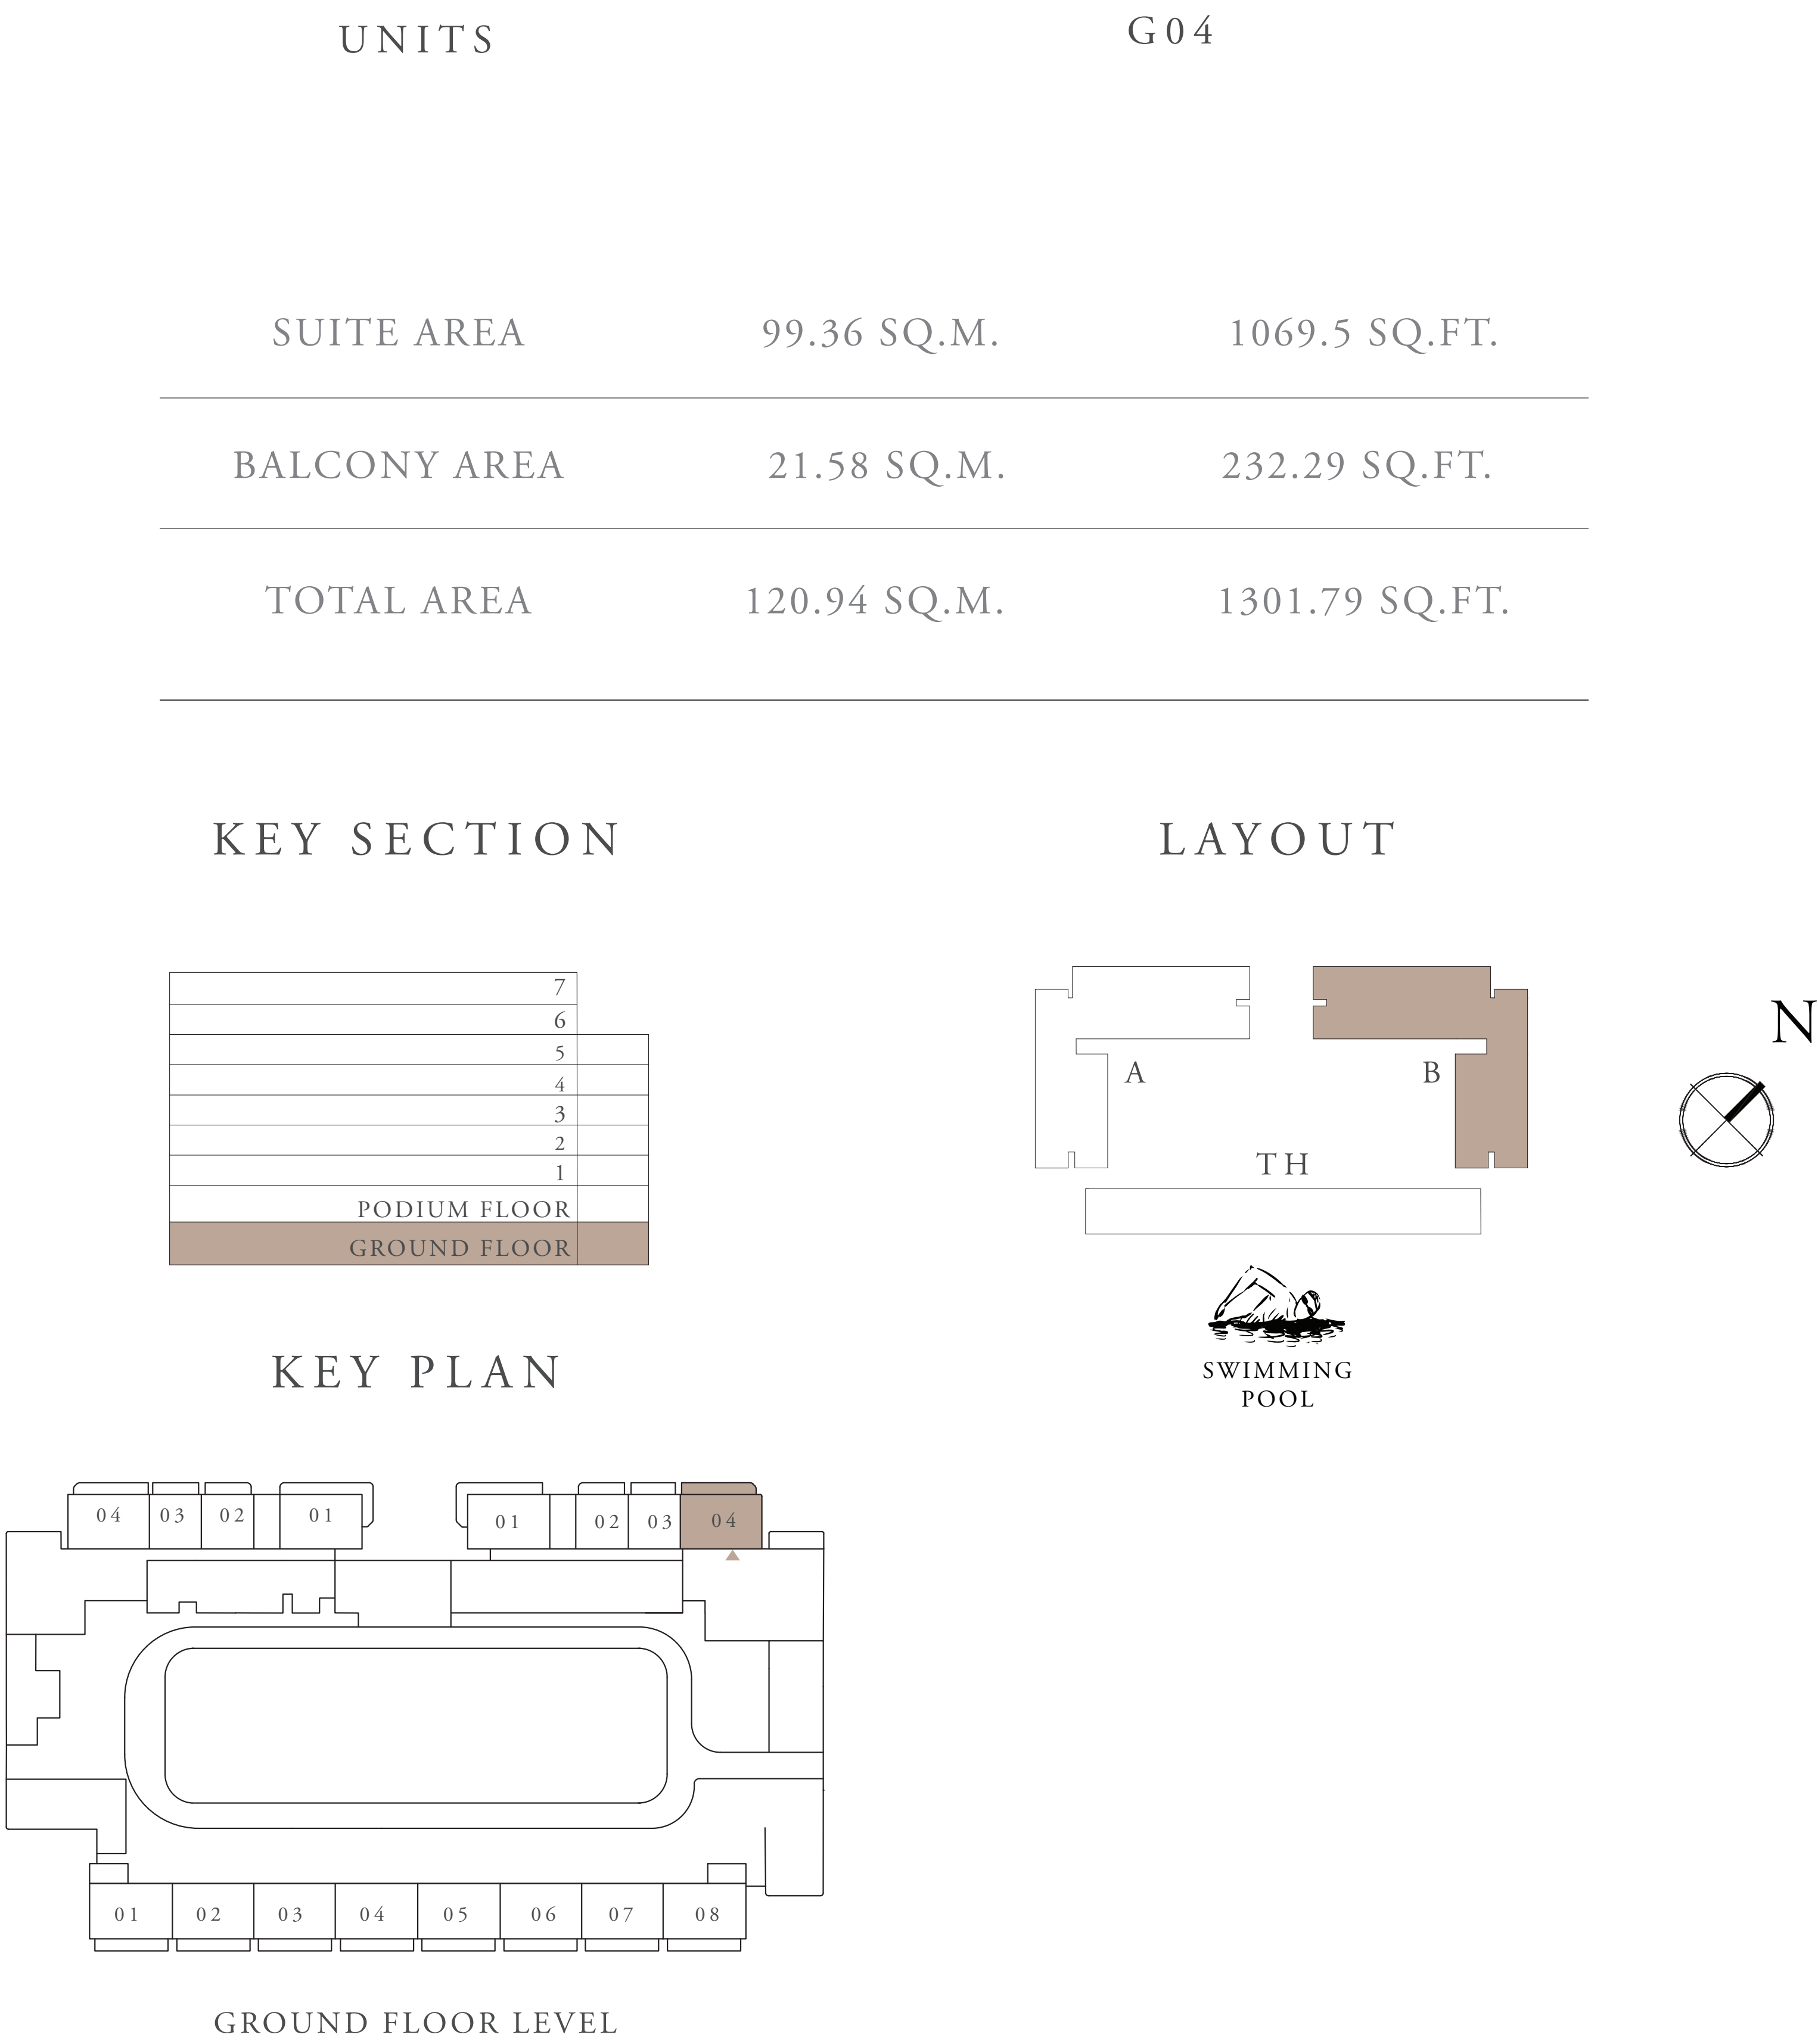 UNITS G04
SUITE AREA 99.36 SQ.M. 1069.5 SQ.FT.
BALCONY AREA 21.58 SQ.M. 232.29 SQ.FT.
TOTAL AREA 120.94 SQ.M. 1301.79 SQ.FT.
KEY SECTION
7
6
5
4
3
2
1
PODIUM FLOOR
GROUND FLOOR
LAYOUT
A B
TH
SWIMMING
POOL
N
KEY PLAN
04 03 02 01 01 02 03 04
01 02 03 04 05 06 07 08
GROUND FLOOR LEVEL